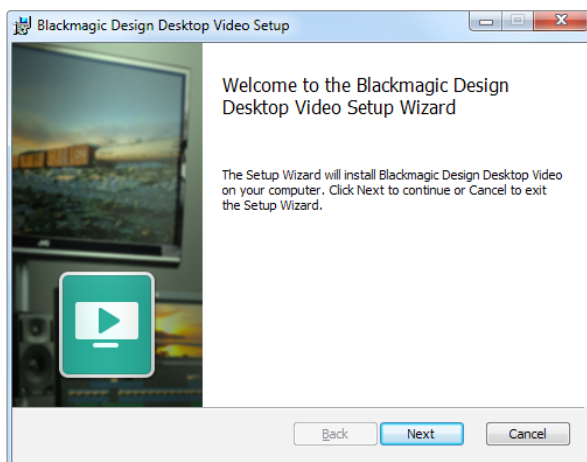 Blackmagic Design Desktop Video Setup
Welcome to the Blackmagic Design
Desktop Video Setup Wizard
The Setup Wizard will install Blackmagic Design Desktop Video
on your computer. Click Next to continue or Cancel to exit
the Setup Wizard.
JVC
Back Next Cancel